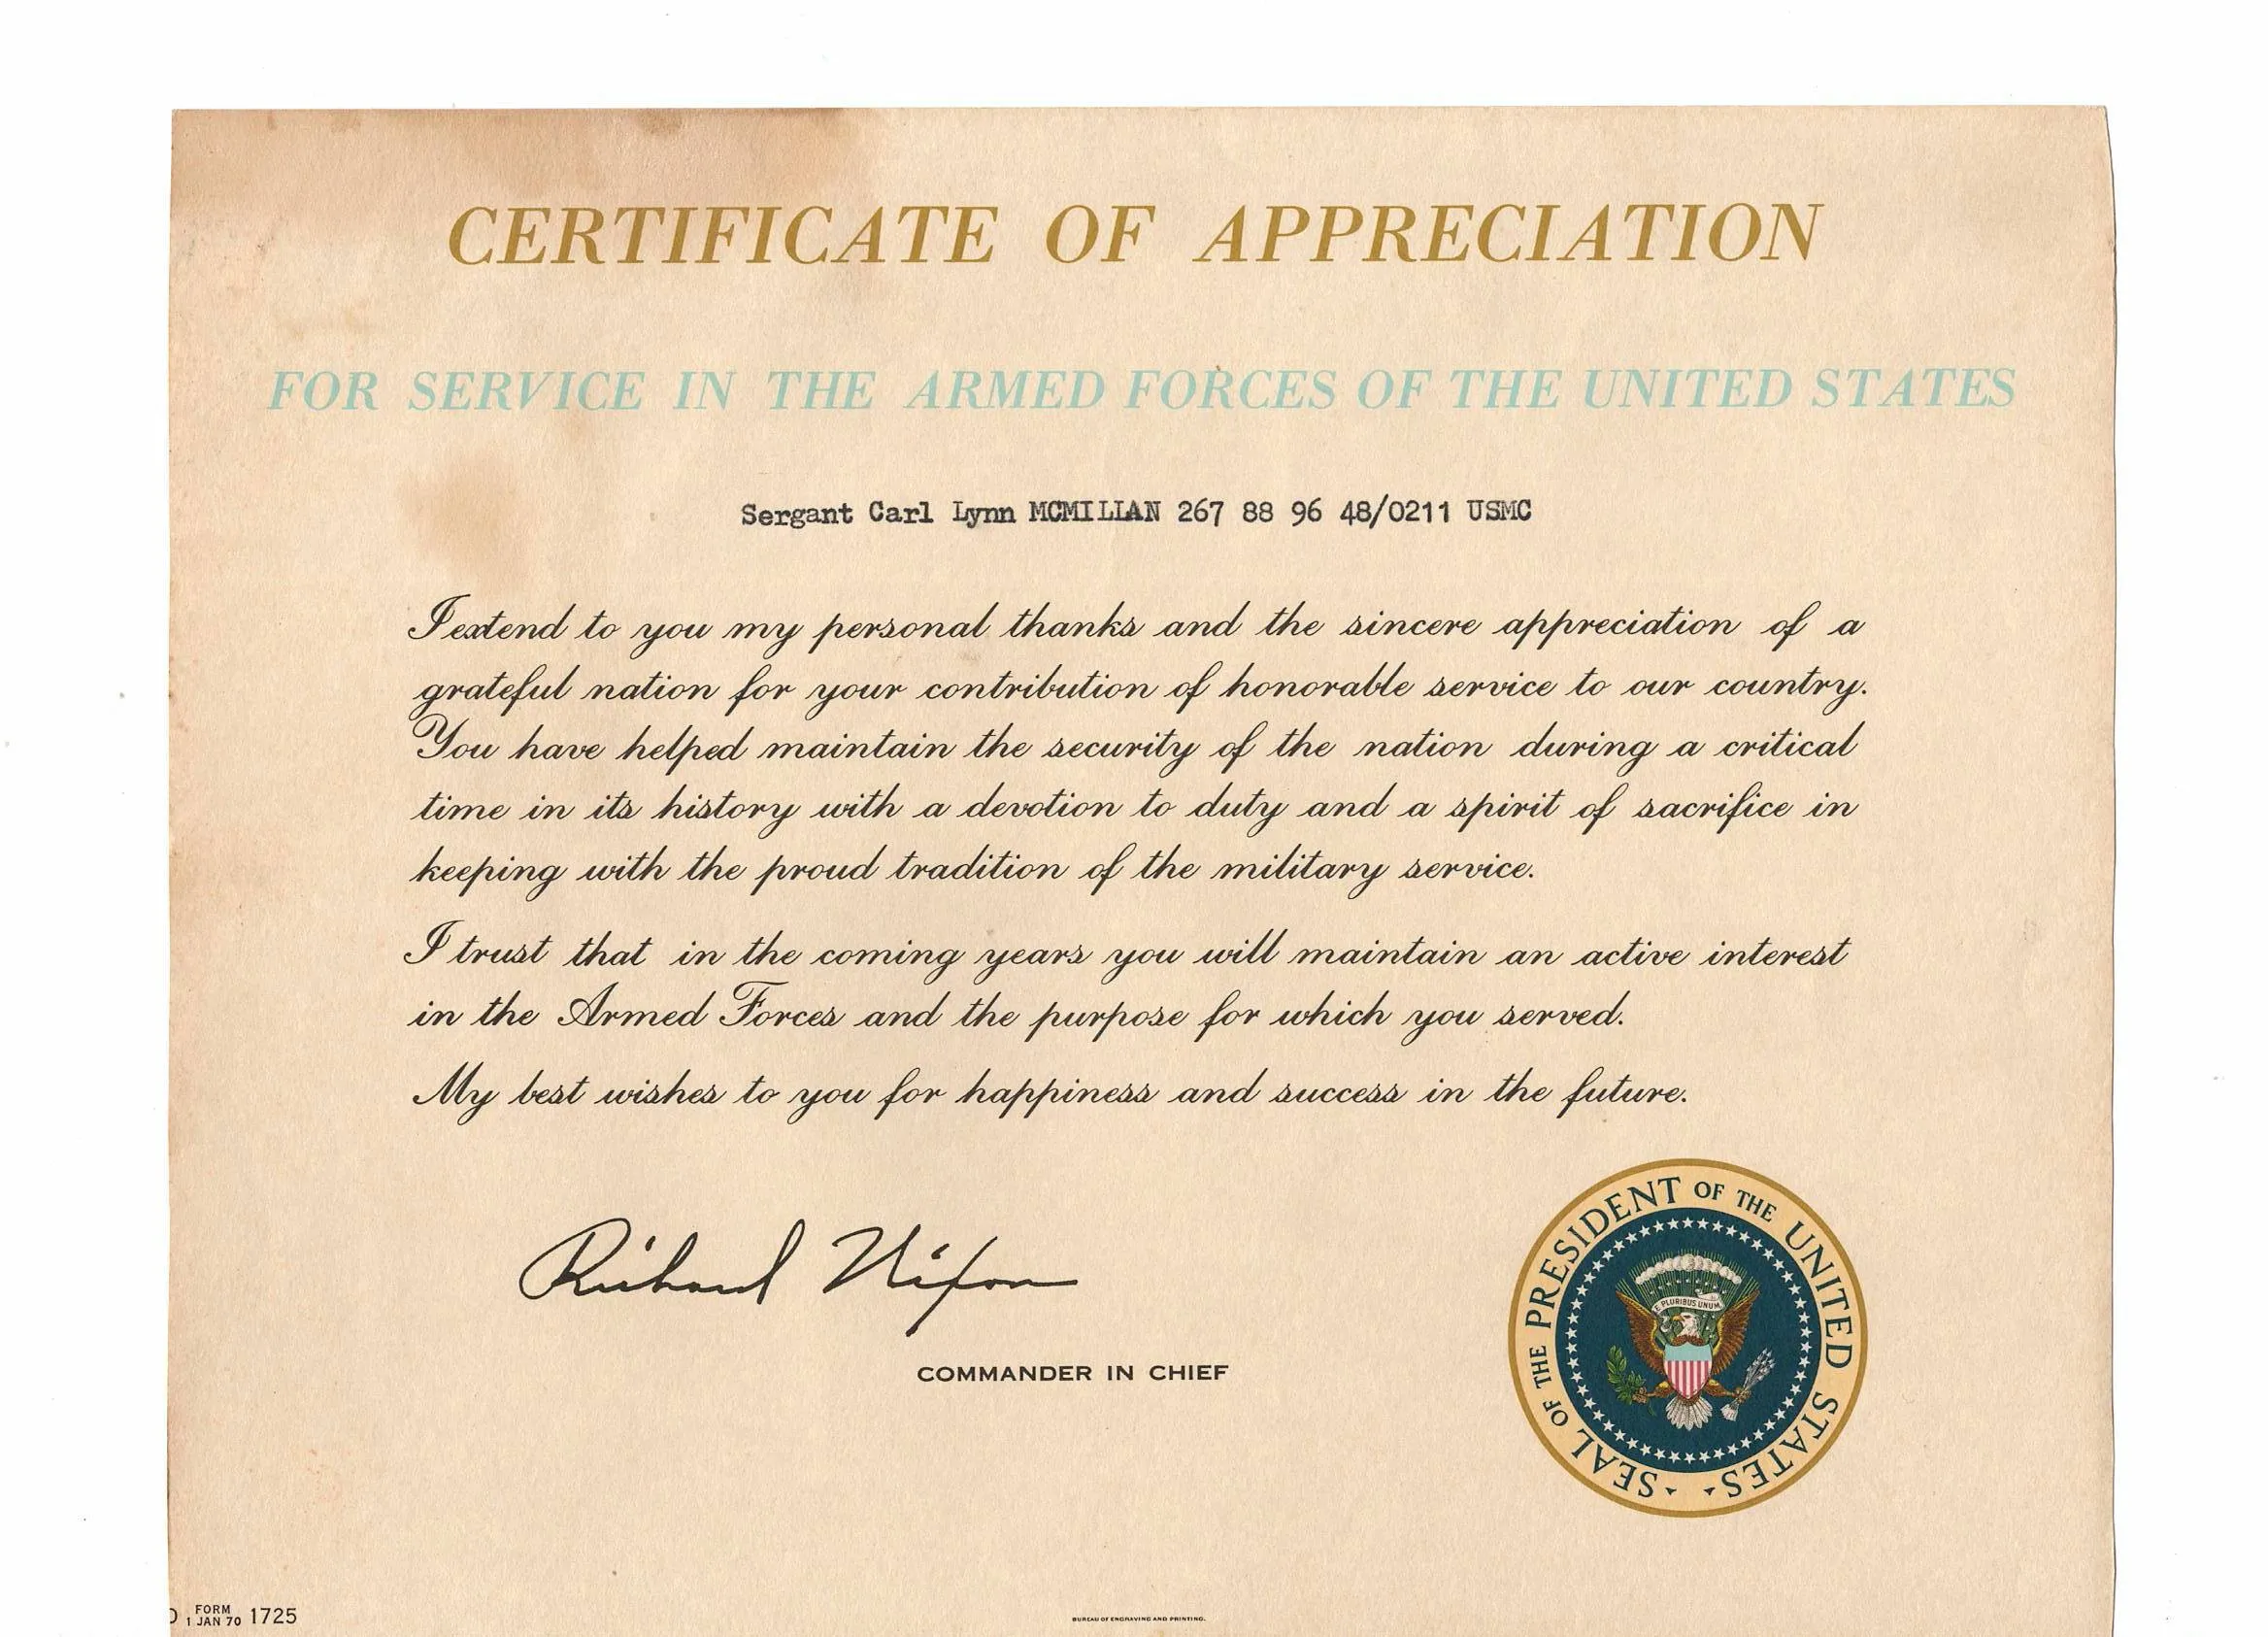 CERTIFICATE OF APPRECIATION
FOR SERVICE IN THE ARMED FORCES OF THE UNITED STATES
Sergant Carl Lynn MCMILIAN 267 88 96 48/0211 USMC
I extend to you my personal thanks and the sincere appreciation of a
grateful nation for your contribution of honorable service to our country.
You have helped maintain the security of the nation during a critical
time in its history with a devotion to duty and a spirit of sacrifice in
keeping with the proud tradition of the military service.
I trust that in the coming years you will maintain an active interest
in the Armed Forces and the purpose for which you served.
My best wishes to you for happiness and success in the future.
Richard Nixon
COMMANDER IN CHIEF
SEAL OF THE PRESIDENT OF THE UNITED STATES
E PLURIBUS UNUM
D FORM 1 JAN 70 1725
BUREAU OF ENGRAVING AND PRINTING.